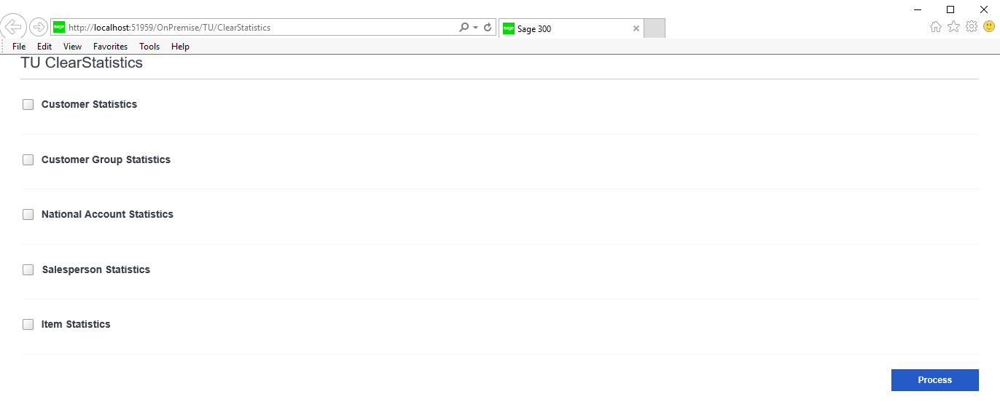 http://localhost:51959/OnPremise/TU/ClearStatistics
sage Sage 300
File Edit View Favorites Tools Help
TU ClearStatistics
Customer Statistics
Customer Group Statistics
National Account Statistics
Salesperson Statistics
Item Statistics
Process